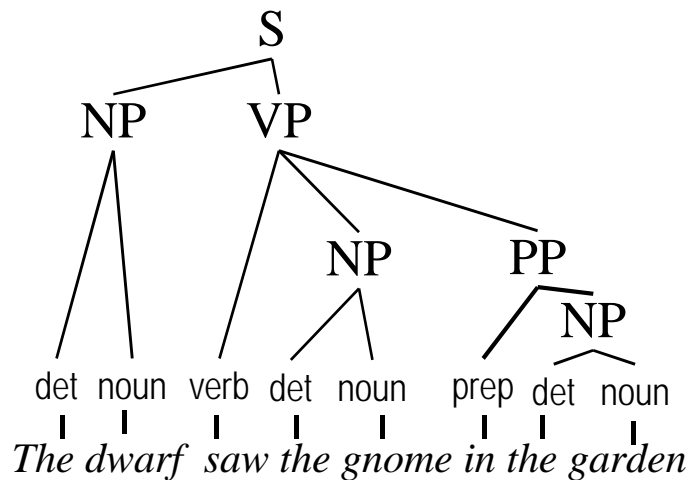 S
NP VP
NP PP
NP
det noun verb det noun prep det noun
The dwarf saw the gnome in the garden